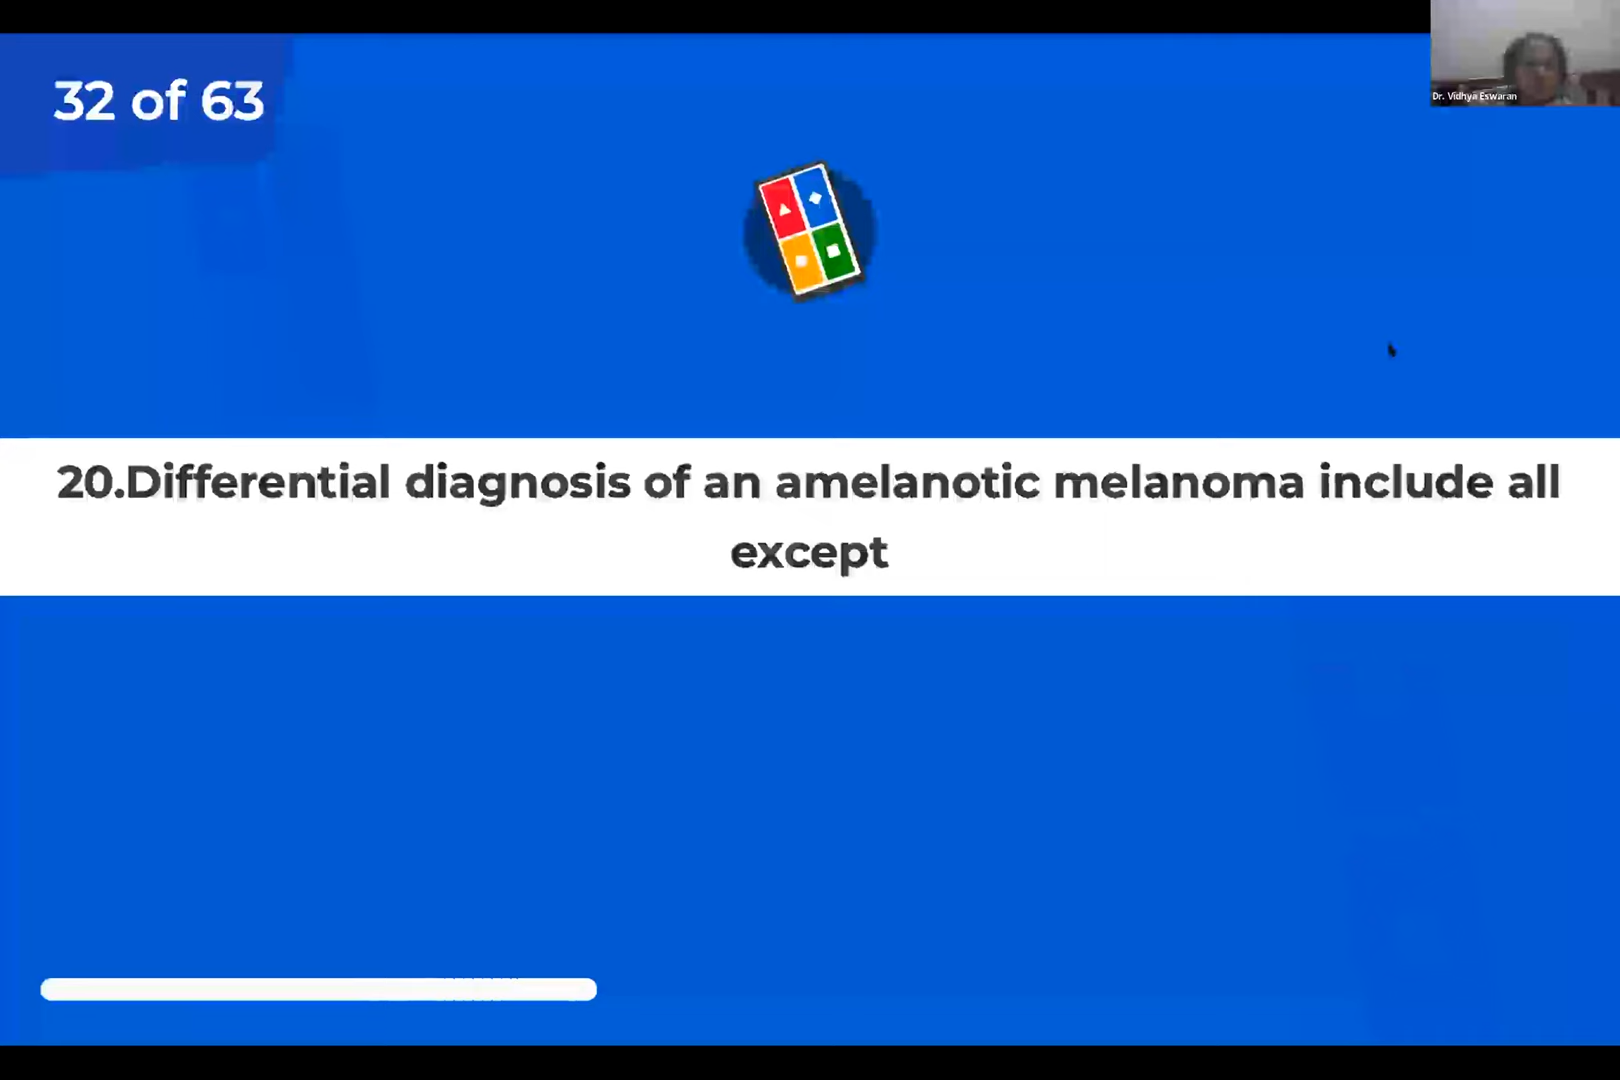 32 of 63
Dr. Vidhya Eswaran
20.Differential diagnosis of an amelanotic melanoma include all
except